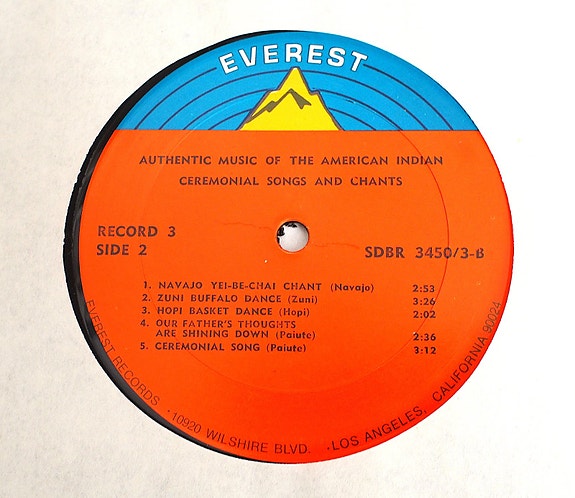 EVEREST
AUTHENTIC MUSIC OF THE AMERICAN INDIAN
CEREMONIAL SONGS AND CHANTS
RECORD 3
SIDE 2
SDBR 3450/3-B
1. NAVAJO YEI-BE-CHAI CHANT (Navajo) 2:53
2. ZUNI BUFFALO DANCE (Zuni) 3:26
3. HOPI BASKET DANCE (Hopi) 2:02
4. OUR FATHER'S THOUGHTS
ARE SHINING DOWN (Paiute) 2:36
5. CEREMONIAL SONG (Paiute) 3:12
EVEREST RECORDS · 10920 WILSHIRE BLVD. · LOS ANGELES, CALIFORNIA 90024